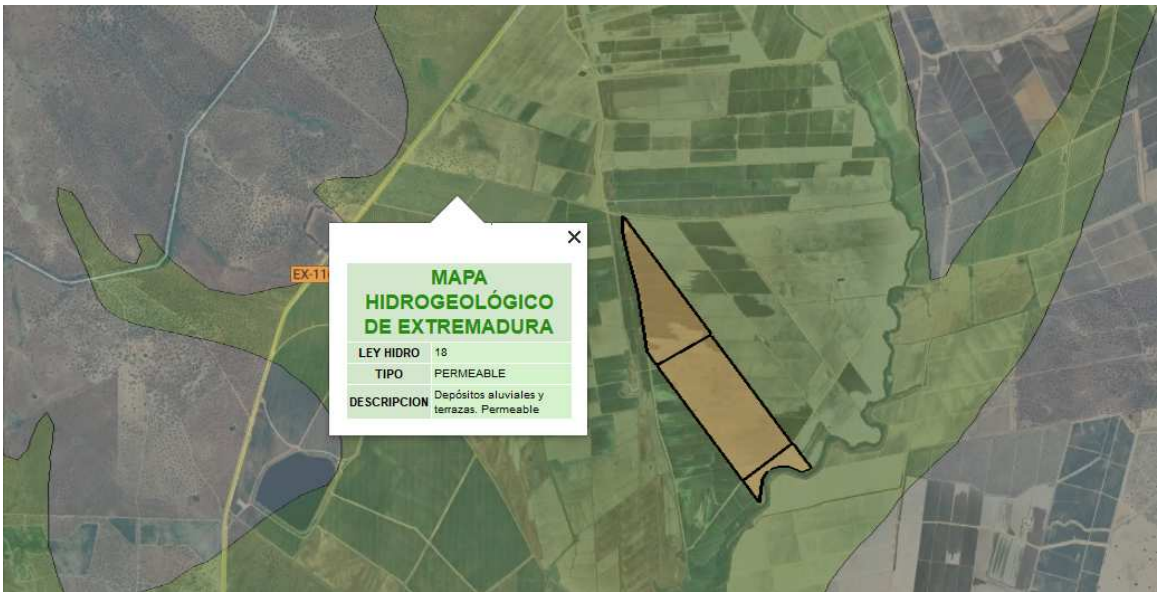 EX-11
MAPA
HIDROGEOLÓGICO
DE EXTREMADURA
LEY HIDRO 18
TIPO PERMEABLE
DESCRIPCION Depósitos aluviales y
terrazas. Permeable